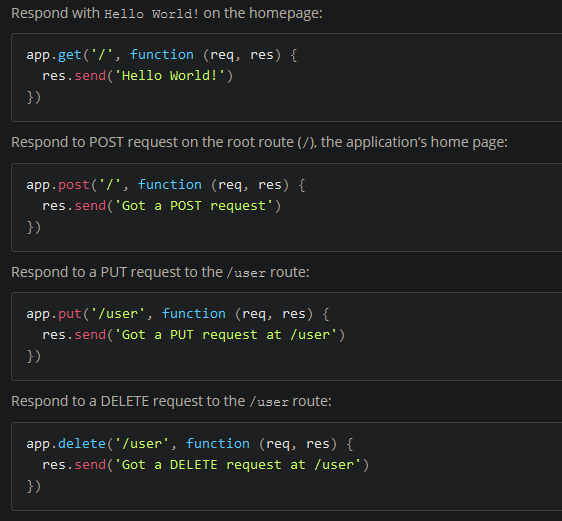 Respond with Hello World! on the homepage:
app.get('/', function (req, res) {
  res.send('Hello World!')
})
Respond to POST request on the root route (/), the application’s home page:
app.post('/', function (req, res) {
  res.send('Got a POST request')
})
Respond to a PUT request to the /user route:
app.put('/user', function (req, res) {
  res.send('Got a PUT request at /user')
})
Respond to a DELETE request to the /user route:
app.delete('/user', function (req, res) {
  res.send('Got a DELETE request at /user')
})